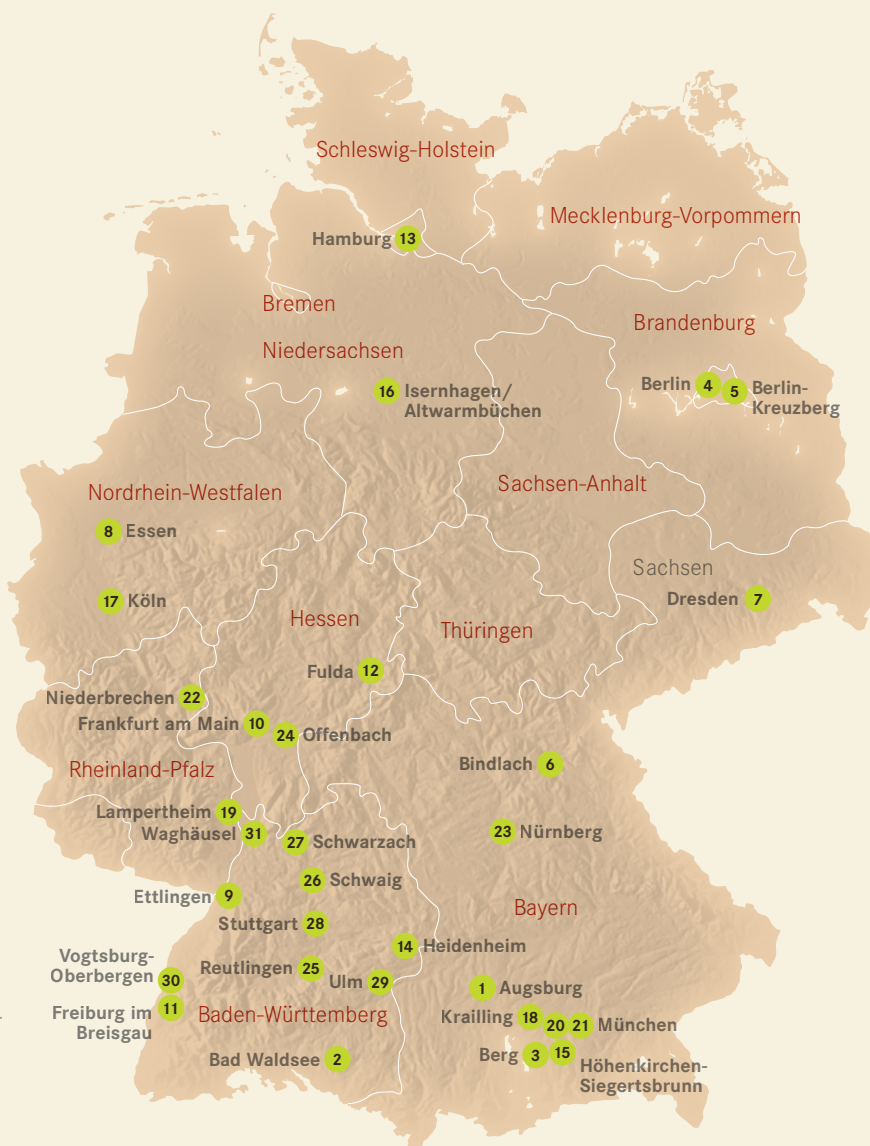 Schleswig-Holstein
Mecklenburg-Vorpommern
Hamburg 13
Bremen
Brandenburg
Niedersachsen
16 Isernhagen/
Altwarmbüchen
Berlin 4
5 Berlin-
Kreuzberg
Nordrhein-Westfalen
Sachsen-Anhalt
8 Essen
Sachsen
17 Köln
Dresden 7
Hessen
Thüringen
Fulda 12
Niederbrechen 22
Frankfurt am Main 10
24 Offenbach
Bindlach 6
Rheinland-Pfalz
Lampertheim 19
Waghäusel 31
23 Nürnberg
27 Schwarzach
26 Schwaig
Ettlingen 9
Bayern
Stuttgart 28
14 Heidenheim
Vogtsburg-
Oberbergen 30
Reutlingen 25
Ulm 29
1 Augsburg
Freiburg im
Breisgau 11
Baden-Württemberg
Krailling 18
20 21 München
Bad Waldsee 2
Berg 3
15 Höhenkirchen-
Siegertsbrunn